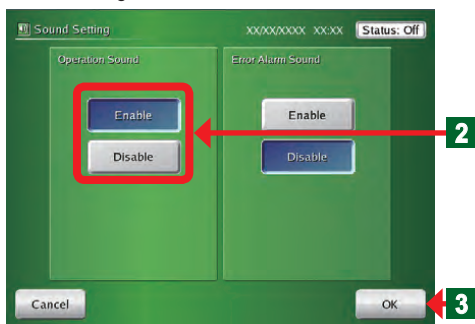 Sound Setting XX/XX/XXXX XX:XX Status: Off
Operation Sound Error Alarm Sound
Enable Enable
2
Disable Disable
Cancel OK 3